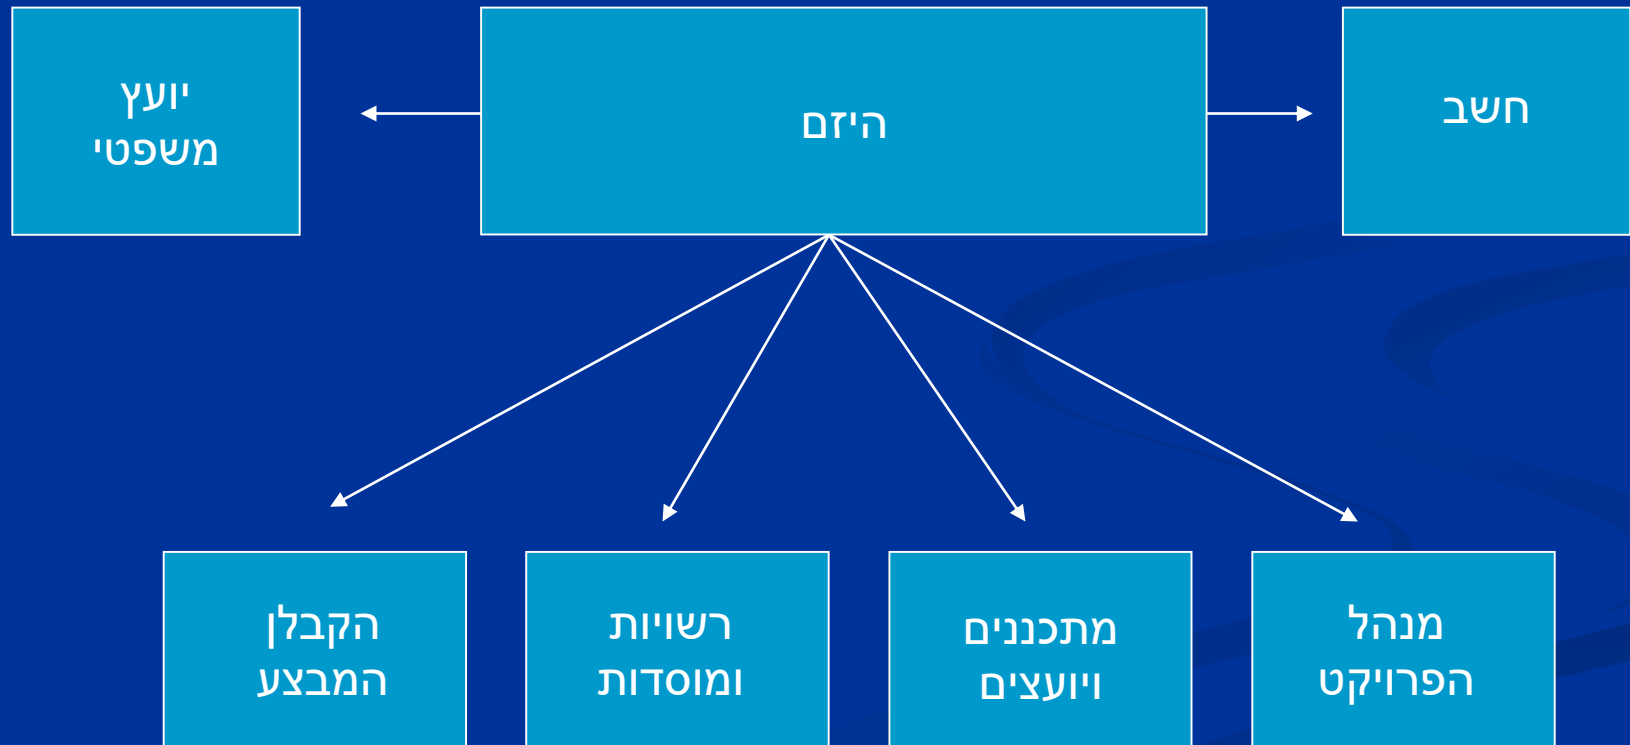 חשב
היזם
יועץ
משפטי
מנהל
הפרויקט
מתכננים
ויועצים
רשויות
ומוסדות
הקבלן
המבצע